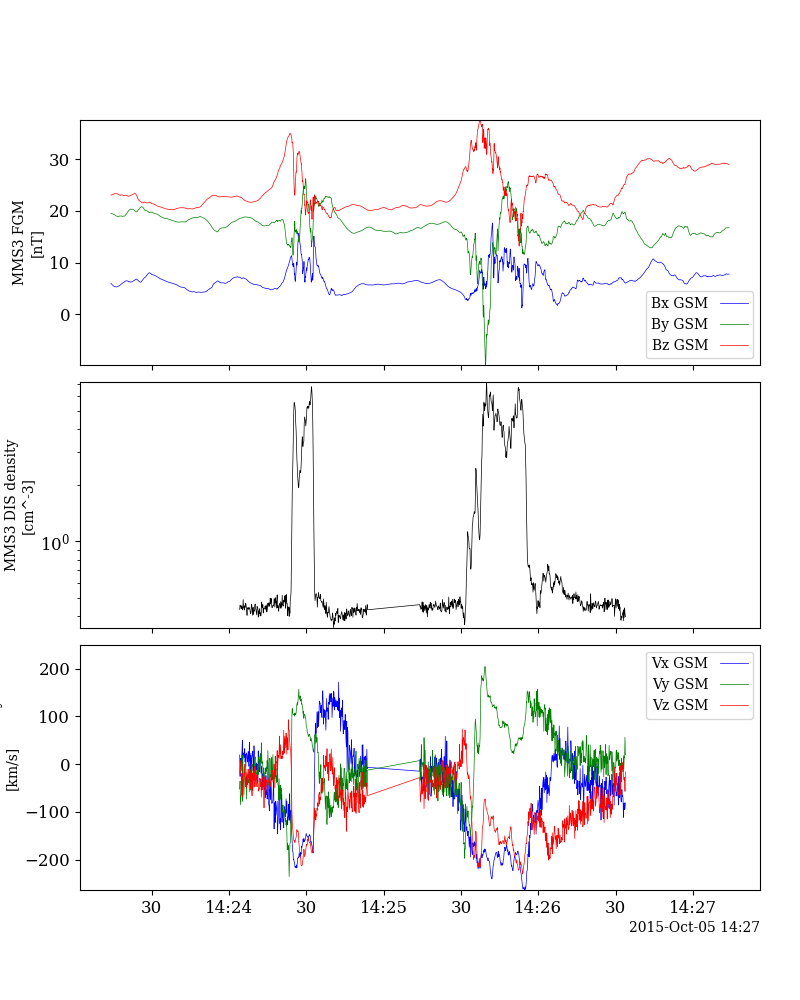 MMS3 FGM
[nT]
30
20
10
0
Bx GSM
By GSM
Bz GSM
MMS3 DIS density
[cm^-3]
10^0
Vx GSM
Vy GSM
Vz GSM
[km/s]
200
100
0
−100
−200
30
14:24
30
14:25
30
14:26
30
14:27
2015-Oct-05 14:27